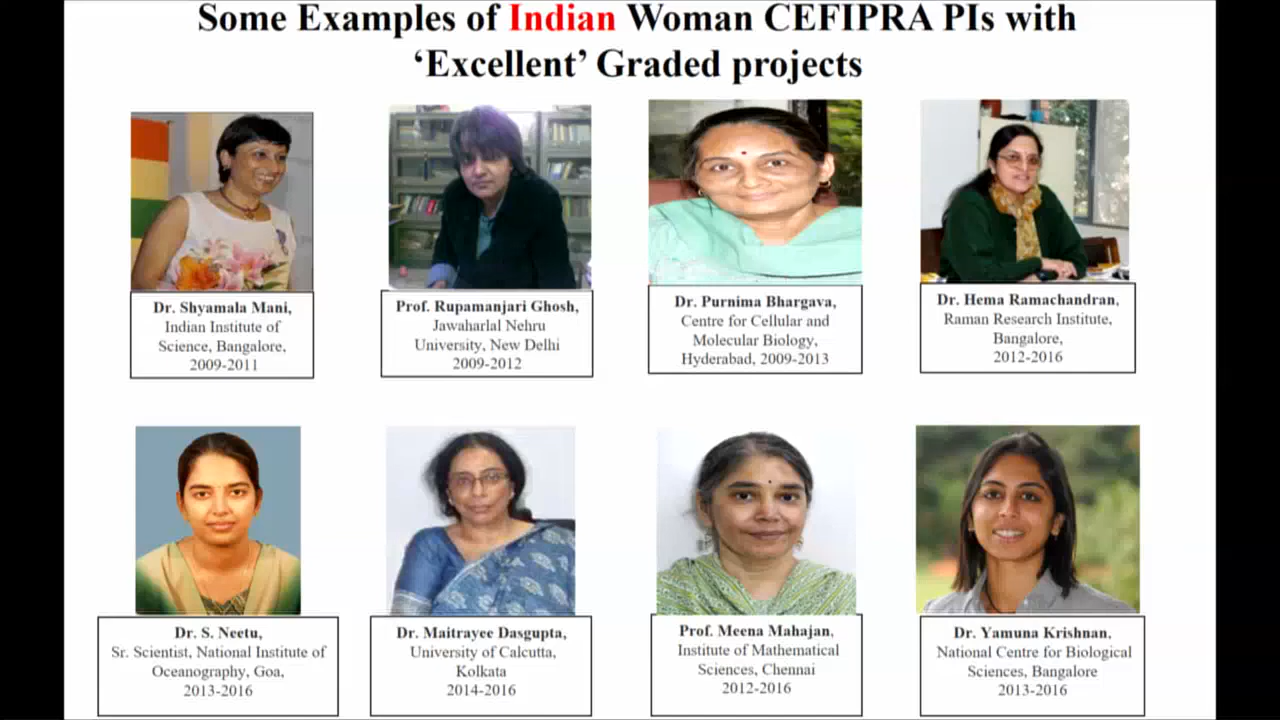 Some Examples of Indian Woman CEFIPRA PIs with
‘Excellent’ Graded projects
Dr. Shyamala Mani,
Indian Institute of
Science, Bangalore,
2009-2011
Prof. Rupamanjari Ghosh,
Jawaharlal Nehru
University, New Delhi
2009-2012
Dr. Purnima Bhargava,
Centre for Cellular and
Molecular Biology,
Hyderabad, 2009-2013
Dr. Hema Ramachandran,
Raman Research Institute,
Bangalore,
2012-2016
Dr. S. Neetu,
Sr. Scientist, National Institute of
Oceanography, Goa,
2013-2016
Dr. Maitrayee Dasgupta,
University of Calcutta,
Kolkata
2014-2016
Prof. Meena Mahajan,
Institute of Mathematical
Sciences, Chennai
2012-2016
Dr. Yamuna Krishnan,
National Centre for Biological
Sciences, Bangalore
2013-2016